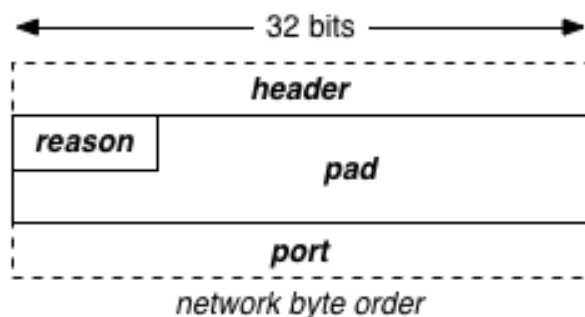 32 bits
header
reason
pad
port
network byte order